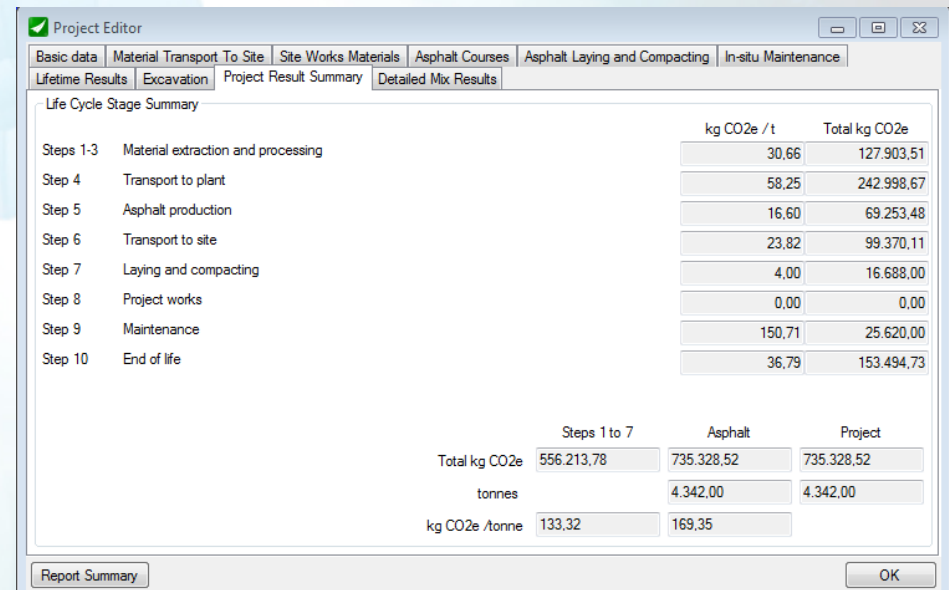 Project Editor
Basic data Material Transport To Site Site Works Materials Asphalt Courses Asphalt Laying and Compacting In-situ Maintenance
Lifetime Results Excavation Project Result Summary Detailed Mix Results
Life Cycle Stage Summary
kg CO2e / t Total kg CO2e
Steps 1-3 Material extraction and processing 30,66 127.903,51
Step 4 Transport to plant 58,25 242.998,67
Step 5 Asphalt production 16,60 69.253,48
Step 6 Transport to site 23,82 99.370,11
Step 7 Laying and compacting 4,00 16.688,00
Step 8 Project works 0,00 0,00
Step 9 Maintenance 150,71 25.620,00
Step 10 End of life 36,79 153.494,73
Steps 1 to 7 Asphalt Project
Total kg CO2e 556.213,78 735.328,52 735.328,52
tonnes 4.342,00 4.342,00
kg CO2e /tonne 133,32 169,35
Report Summary OK